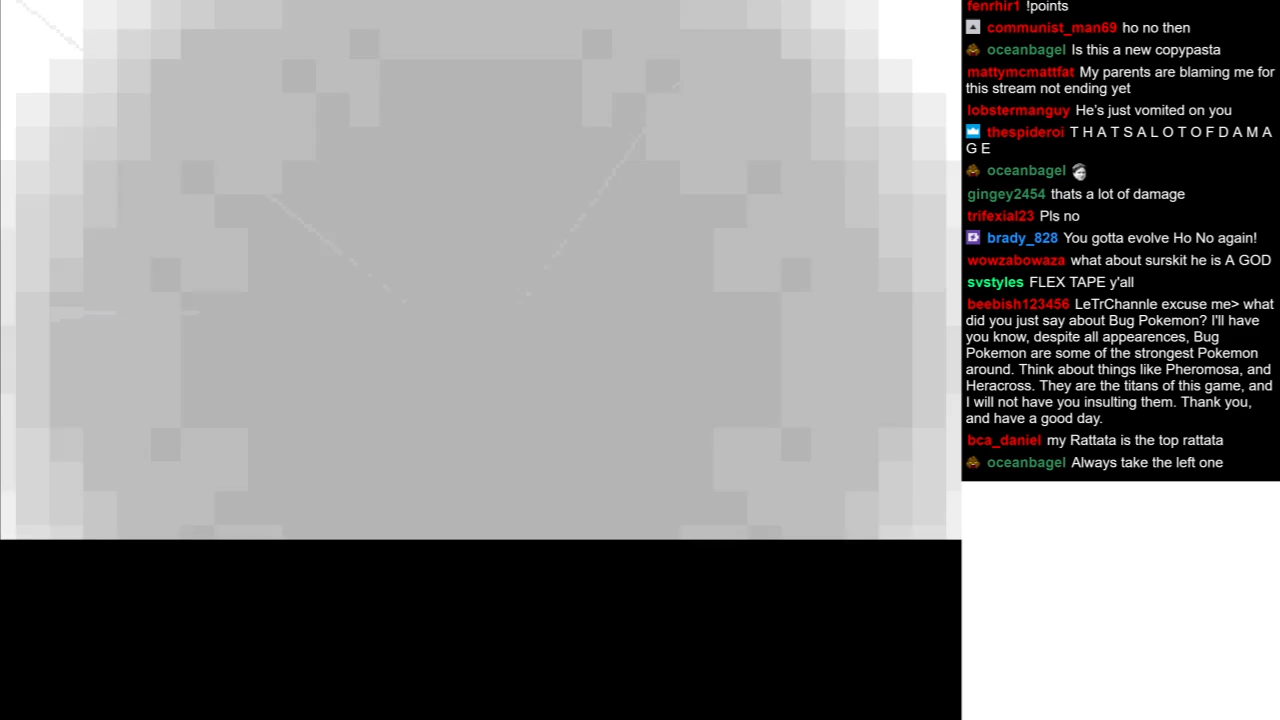 fenrhir1 !points
communist_man69 ho no then
oceanbagel Is this a new copypasta
mattymcmattfat My parents are blaming me for
this stream not ending yet
lobstermanguy He's just vomited on you
thespideroi T H A T S A L O T O F D A M A
G E
oceanbagel
gingey2454 thats a lot of damage
trifexial23 Pls no
brady_828 You gotta evolve Ho No again!
wowzabowaza what about surskit he is A GOD
svstyles FLEX TAPE y'all
beebish123456 LeTrChannle excuse me> what
did you just say about Bug Pokemon? I'll have
you know, despite all appearences, Bug
Pokemon are some of the strongest Pokemon
around. Think about things like Pheromosa, and
Heracross. They are the titans of this game, and
I will not have you insulting them. Thank you,
and have a good day.
bca_daniel my Rattata is the top rattata
oceanbagel Always take the left one